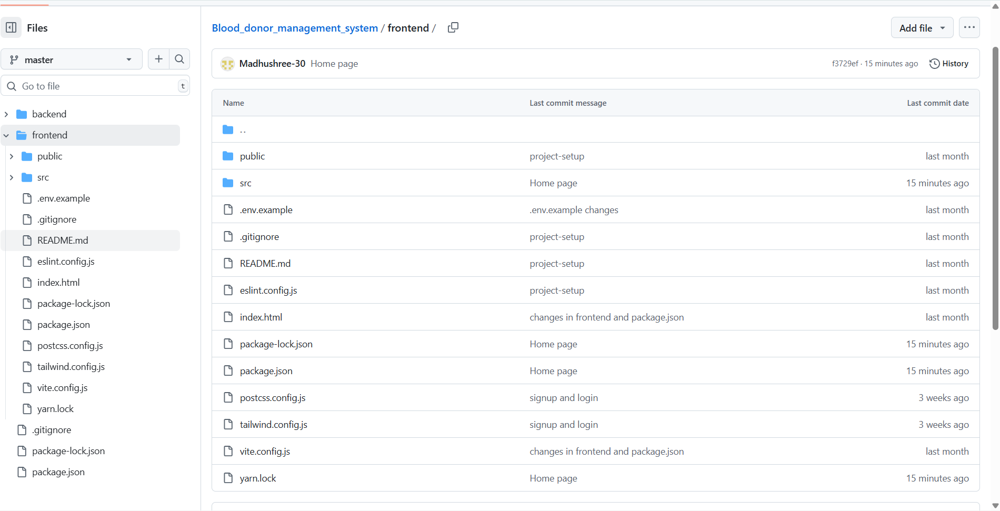 Files
master
Go to file
t
backend
frontend
public
src
.env.example
.gitignore
README.md
eslint.config.js
index.html
package-lock.json
package.json
postcss.config.js
tailwind.config.js
vite.config.js
yarn.lock
.gitignore
package-lock.json
package.json
Blood_donor_management_system / frontend /
Add file
Madhushree-30 Home page f3729ef · 15 minutes ago History
Name Last commit message Last commit date
..
public project-setup last month
src Home page 15 minutes ago
.env.example .env.example changes last month
.gitignore project-setup last month
README.md project-setup last month
eslint.config.js project-setup last month
index.html changes in frontend and package.json last month
package-lock.json Home page 15 minutes ago
package.json Home page 15 minutes ago
postcss.config.js signup and login 3 weeks ago
tailwind.config.js signup and login 3 weeks ago
vite.config.js changes in frontend and package.json last month
yarn.lock Home page 15 minutes ago